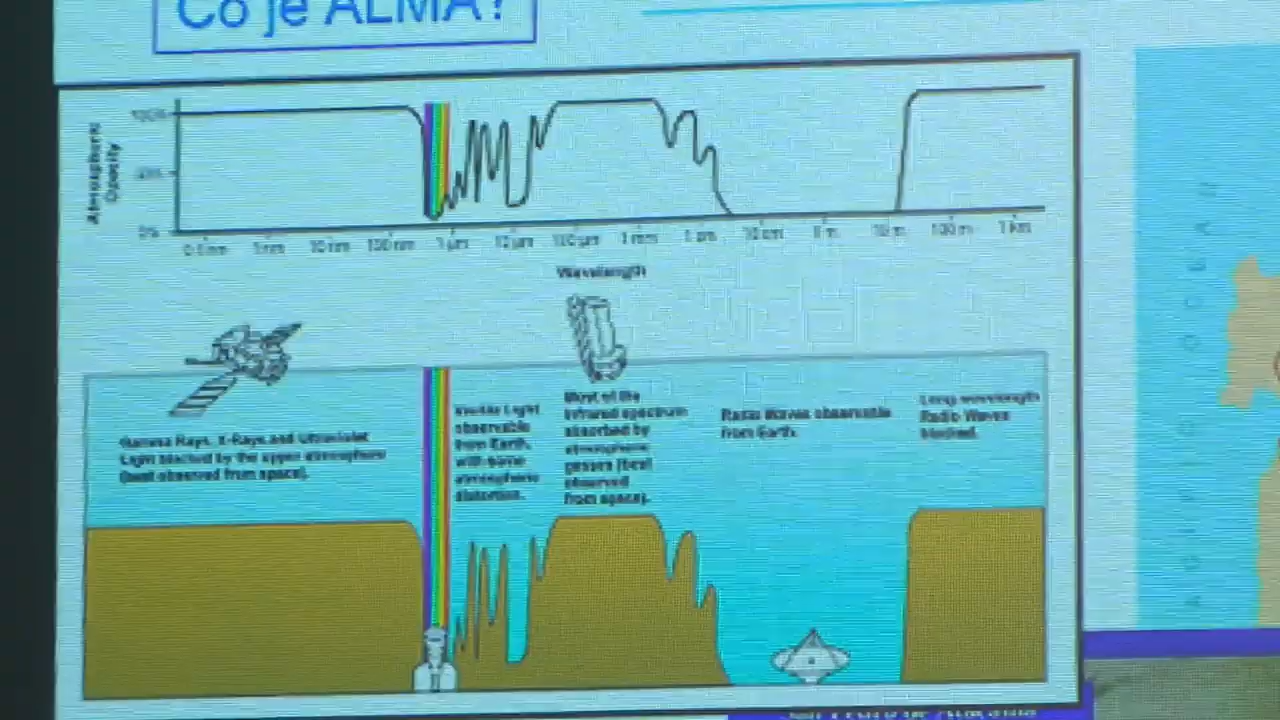 Co je ALMA?
Atmospheric
Opacity
100%
0%
0.1 nm
1 nm
10 nm
100 nm
1 µm
10 µm
100 µm
1 mm
10 cm
1 m
10 m
100 m
1 km
Wavelength
Gamma Rays, X-Rays and Ultraviolet
Light blocked by the upper atmosphere
(best observed from space).
Visible Light
observable
from Earth,
with some
atmospheric
distortion.
Most of the
Infrared spectrum
absorbed by
atmospheric
gasses (best
observed
from space).
Radio Waves observable
from Earth.
Long-wavelength
Radio Waves
blocked.